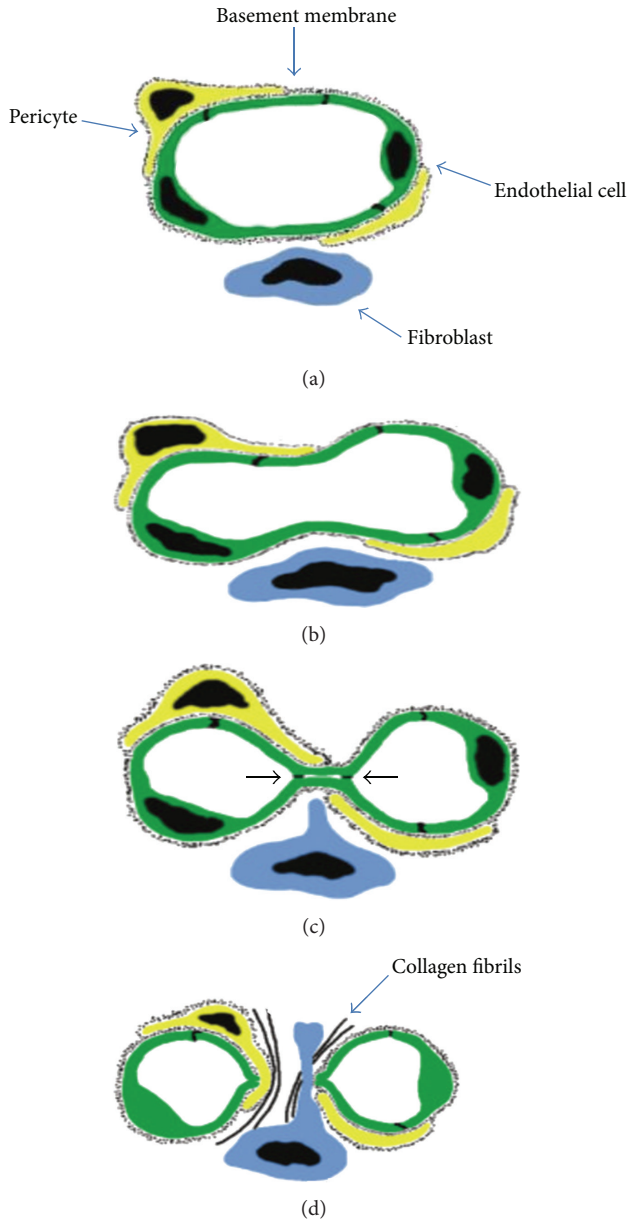 Basement membrane
Pericyte
Endothelial cell
Fibroblast
(a)
(b)
(c)
Collagen fibrils
(d)